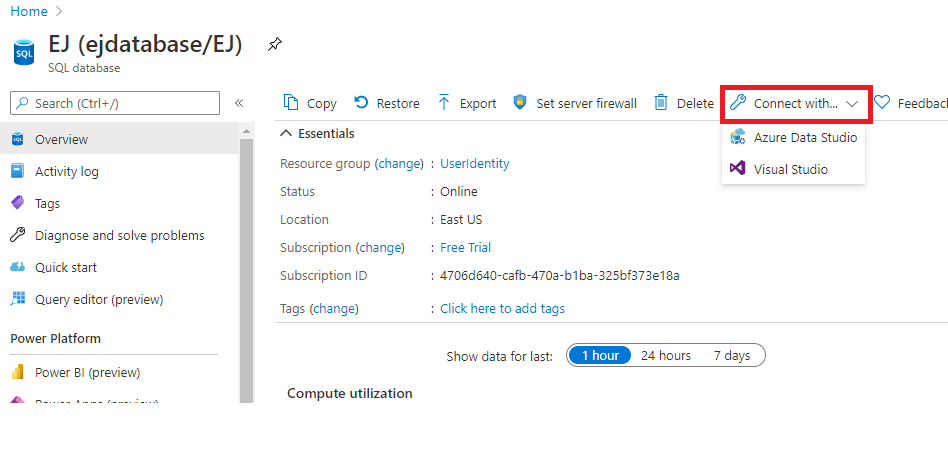 Home >
EJ (ejdatabase/EJ)
SQL database
Search (Ctrl+/)
«
Copy
Restore
Export
Set server firewall
Delete
Connect with...
Feedbac
Azure Data Studio
Visual Studio
Overview
Activity log
Tags
Diagnose and solve problems
Quick start
Query editor (preview)
Power Platform
Power BI (preview)
Power Apps (preview)
Essentials
Resource group (change) : UserIdentity
Status : Online
Location : East US
Subscription (change) : Free Trial
Subscription ID : 4706d640-cafb-470a-b1ba-325bf373e18a
Tags (change) : Click here to add tags
Show data for last: 1 hour 24 hours 7 days
Compute utilization